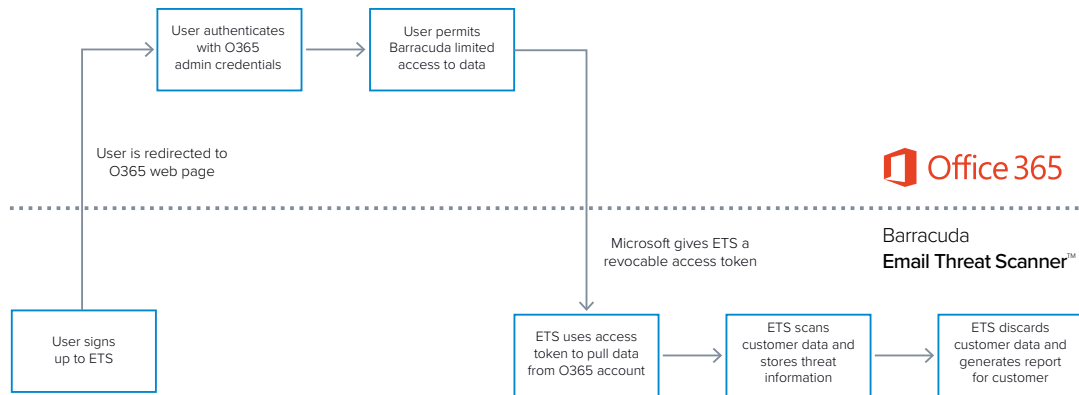 User authenticates
with O365
admin credentials
User permits
Barracuda limited
access to data
User is redirected to
O365 web page
Office 365
Microsoft gives ETS a
revocable access token
Barracuda
Email Threat Scanner™
User signs
up to ETS
ETS uses access
token to pull data
from O365 account
ETS scans
customer data and
stores threat
information
ETS discards
customer data and
generates report
for customer